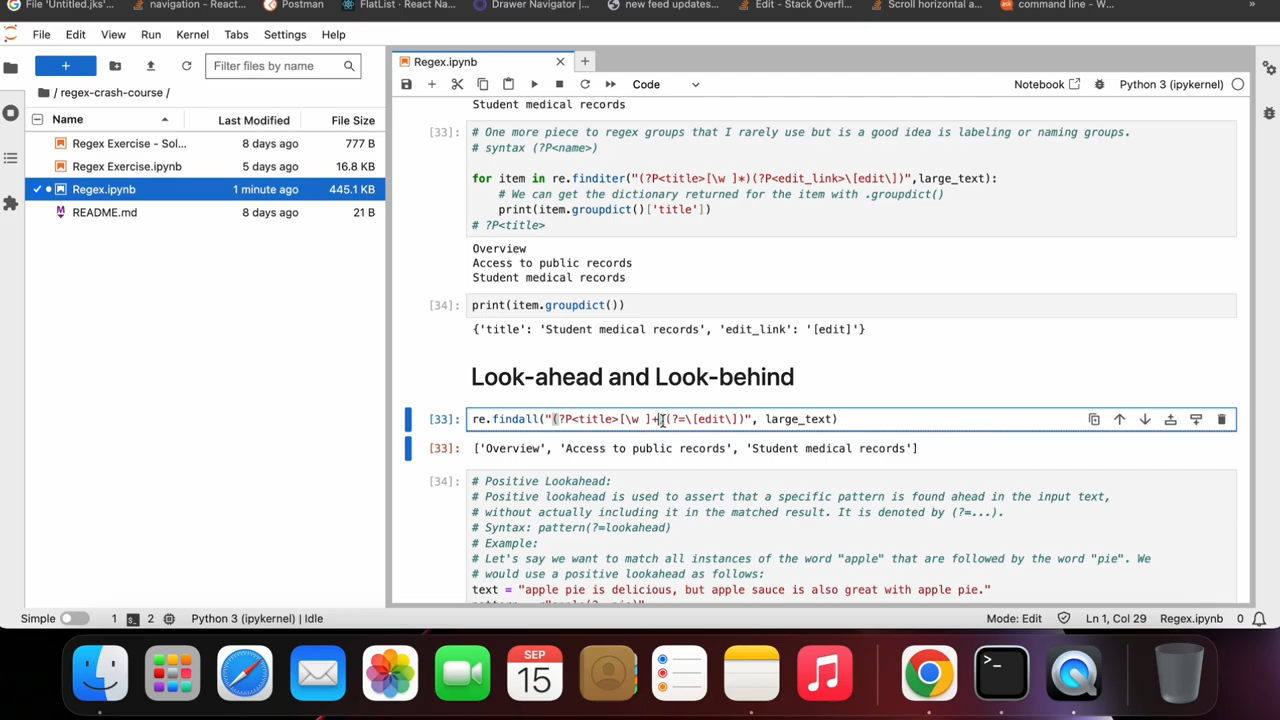 File 'Untitled.jks'...
navigation - React...
Postman
FlatList · React Na...
Drawer Navigator |...
new feed updates...
Edit - Stack Overfl...
Scroll horizontal a...
command line - W...
»
File Edit View Run Kernel Tabs Settings Help
+
Filter files by name
/ regex-crash-course /
Name Last Modified File Size
Regex Exercise - Sol... 8 days ago 777 B
Regex Exercise.ipynb 5 days ago 16.8 KB
Regex.ipynb 1 minute ago 445.1 KB
README.md 8 days ago 21 B
Regex.ipynb
Code
Notebook
Python 3 (ipykernel)
Student medical records
[33]:
# One more piece to regex groups that I rarely use but is a good idea is labeling or naming groups.
# syntax (?P<name>)
for item in re.finditer("(?P<title>[\w ]*)(?P<edit_link>\[edit\])",large_text):
# We can get the dictionary returned for the item with .groupdict()
print(item.groupdict()['title'])
# ?P<title>
Overview
Access to public records
Student medical records
[34]: print(item.groupdict())
{'title': 'Student medical records', 'edit_link': '[edit]'}
Look-ahead and Look-behind
[33]: re.findall("(?P<title>[\w ]+)(?=\[edit\])", large_text)
[33]: ['Overview', 'Access to public records', 'Student medical records']
[34]: # Positive Lookahead:
# Positive lookahead is used to assert that a specific pattern is found ahead in the input text,
# without actually including it in the matched result. It is denoted by (?=...).
# Syntax: pattern(?=lookahead)
# Example:
# Let's say we want to match all instances of the word "apple" that are followed by the word "pie". We
# would use a positive lookahead as follows:
text = "apple pie is delicious, but apple sauce is also great with apple pie."
Simple 1 2 Python 3 (ipykernel) | Idle Mode: Edit Ln 1, Col 29 Regex.ipynb 0
SEP
15
>_